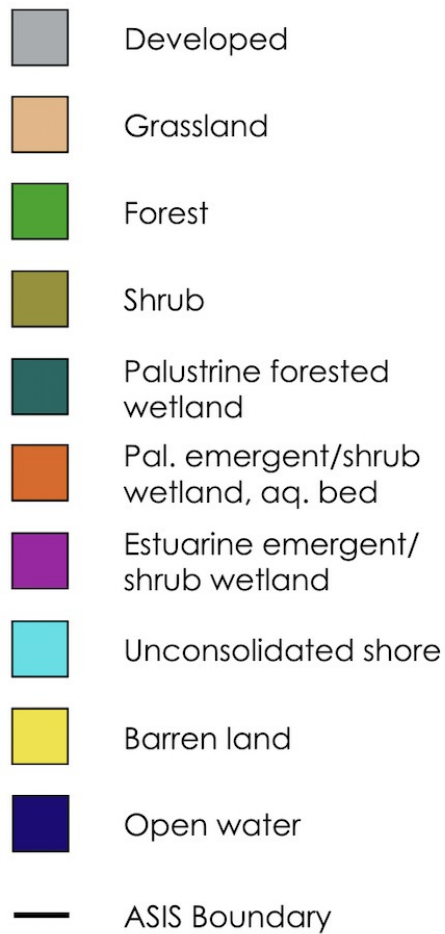 Developed
Grassland
Forest
Shrub
Palustrine forested
wetland
Pal. emergent/shrub
wetland, aq. bed
Estuarine emergent/
shrub wetland
Unconsolidated shore
Barren land
Open water
ASIS Boundary